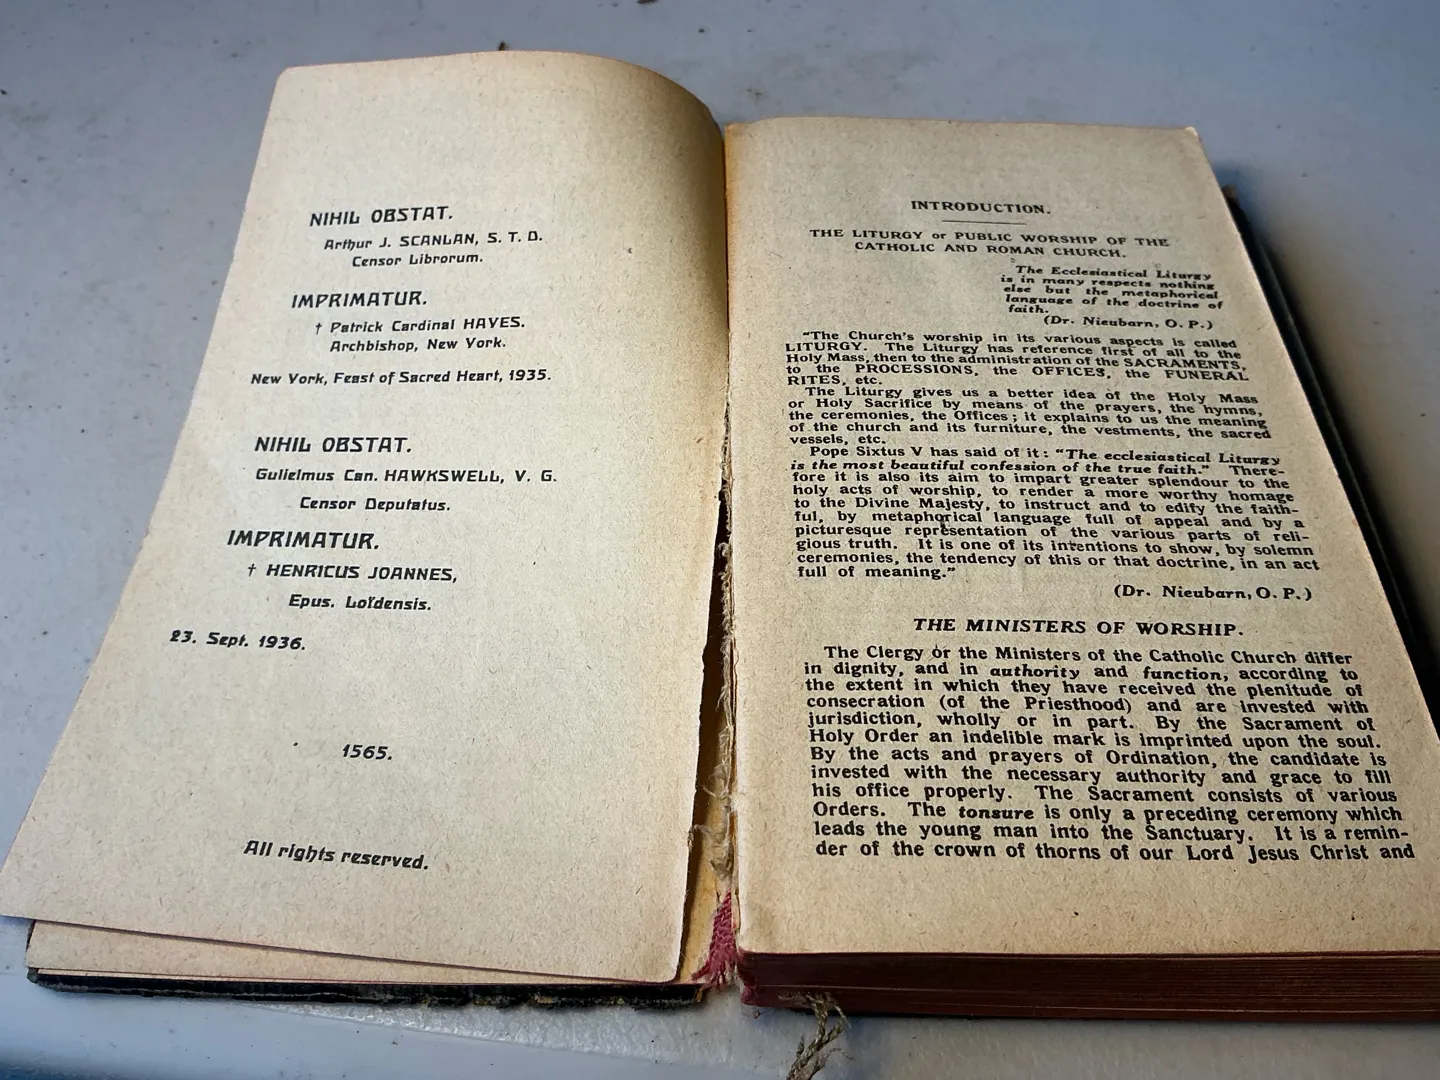 NIHIL OBSTAT.
Arthur J. SCANLAN, S. T. D.
Censor Librorum.
IMPRIMATUR.
† Patrick Cardinal HAYES.
Archbishop, New York.
New York, Feast of Sacred Heart, 1935.
NIHIL OBSTAT.
Gulielmus Can. HAWKSWELL, V. G.
Censor Deputatus.
IMPRIMATUR.
† HENRICUS JOANNES,
Epus. Loïdensis.
23. Sept. 1936.
1565.
All rights reserved.
INTRODUCTION.
THE LITURGY or PUBLIC WORSHIP OF THE
CATHOLIC AND ROMAN CHURCH.
The Ecclesiastical Liturgy
is in many respects nothing
else but the metaphorical
language of the doctrine of
faith.
(Dr. Nieubarn, O. P.)
"The Church's worship in its various aspects is called
LITURGY. The Liturgy has reference first of all to the
Holy Mass, then to the administration of the SACRAMENTS,
to the PROCESSIONS, the OFFICES, the FUNERAL
RITES, etc.
The Liturgy gives us a better idea of the Holy Mass
or Holy Sacrifice by means of the prayers, the hymns,
the ceremonies, the Offices; it explains to us the meaning
of the church and its furniture, the vestments, the sacred
vessels, etc.
Pope Sixtus V has said of it: "The ecclesiastical Liturgy
is the most beautiful confession of the true faith." There-
fore it is also its aim to impart greater splendour to the
holy acts of worship, to render a more worthy homage
to the Divine Majesty, to instruct and to edify the faith-
ful, by metaphorical language full of appeal and by a
picturesque representation of the various parts of reli-
gious truth. It is one of its intentions to show, by solemn
ceremonies, the tendency of this or that doctrine, in an act
full of meaning."
(Dr. Nieubarn, O. P.)
THE MINISTERS OF WORSHIP.
The Clergy or the Ministers of the Catholic Church differ
in dignity, and in authority and function, according to
the extent in which they have received the plenitude of
consecration (of the Priesthood) and are invested with
jurisdiction, wholly or in part. By the Sacrament of
Holy Order an indelible mark is imprinted upon the soul.
By the acts and prayers of Ordination, the candidate is
invested with the necessary authority and grace to fill
his office properly. The Sacrament consists of various
Orders. The tonsure is only a preceding ceremony which
leads the young man into the Sanctuary. It is a remin-
der of the crown of thorns of our Lord Jesus Christ and